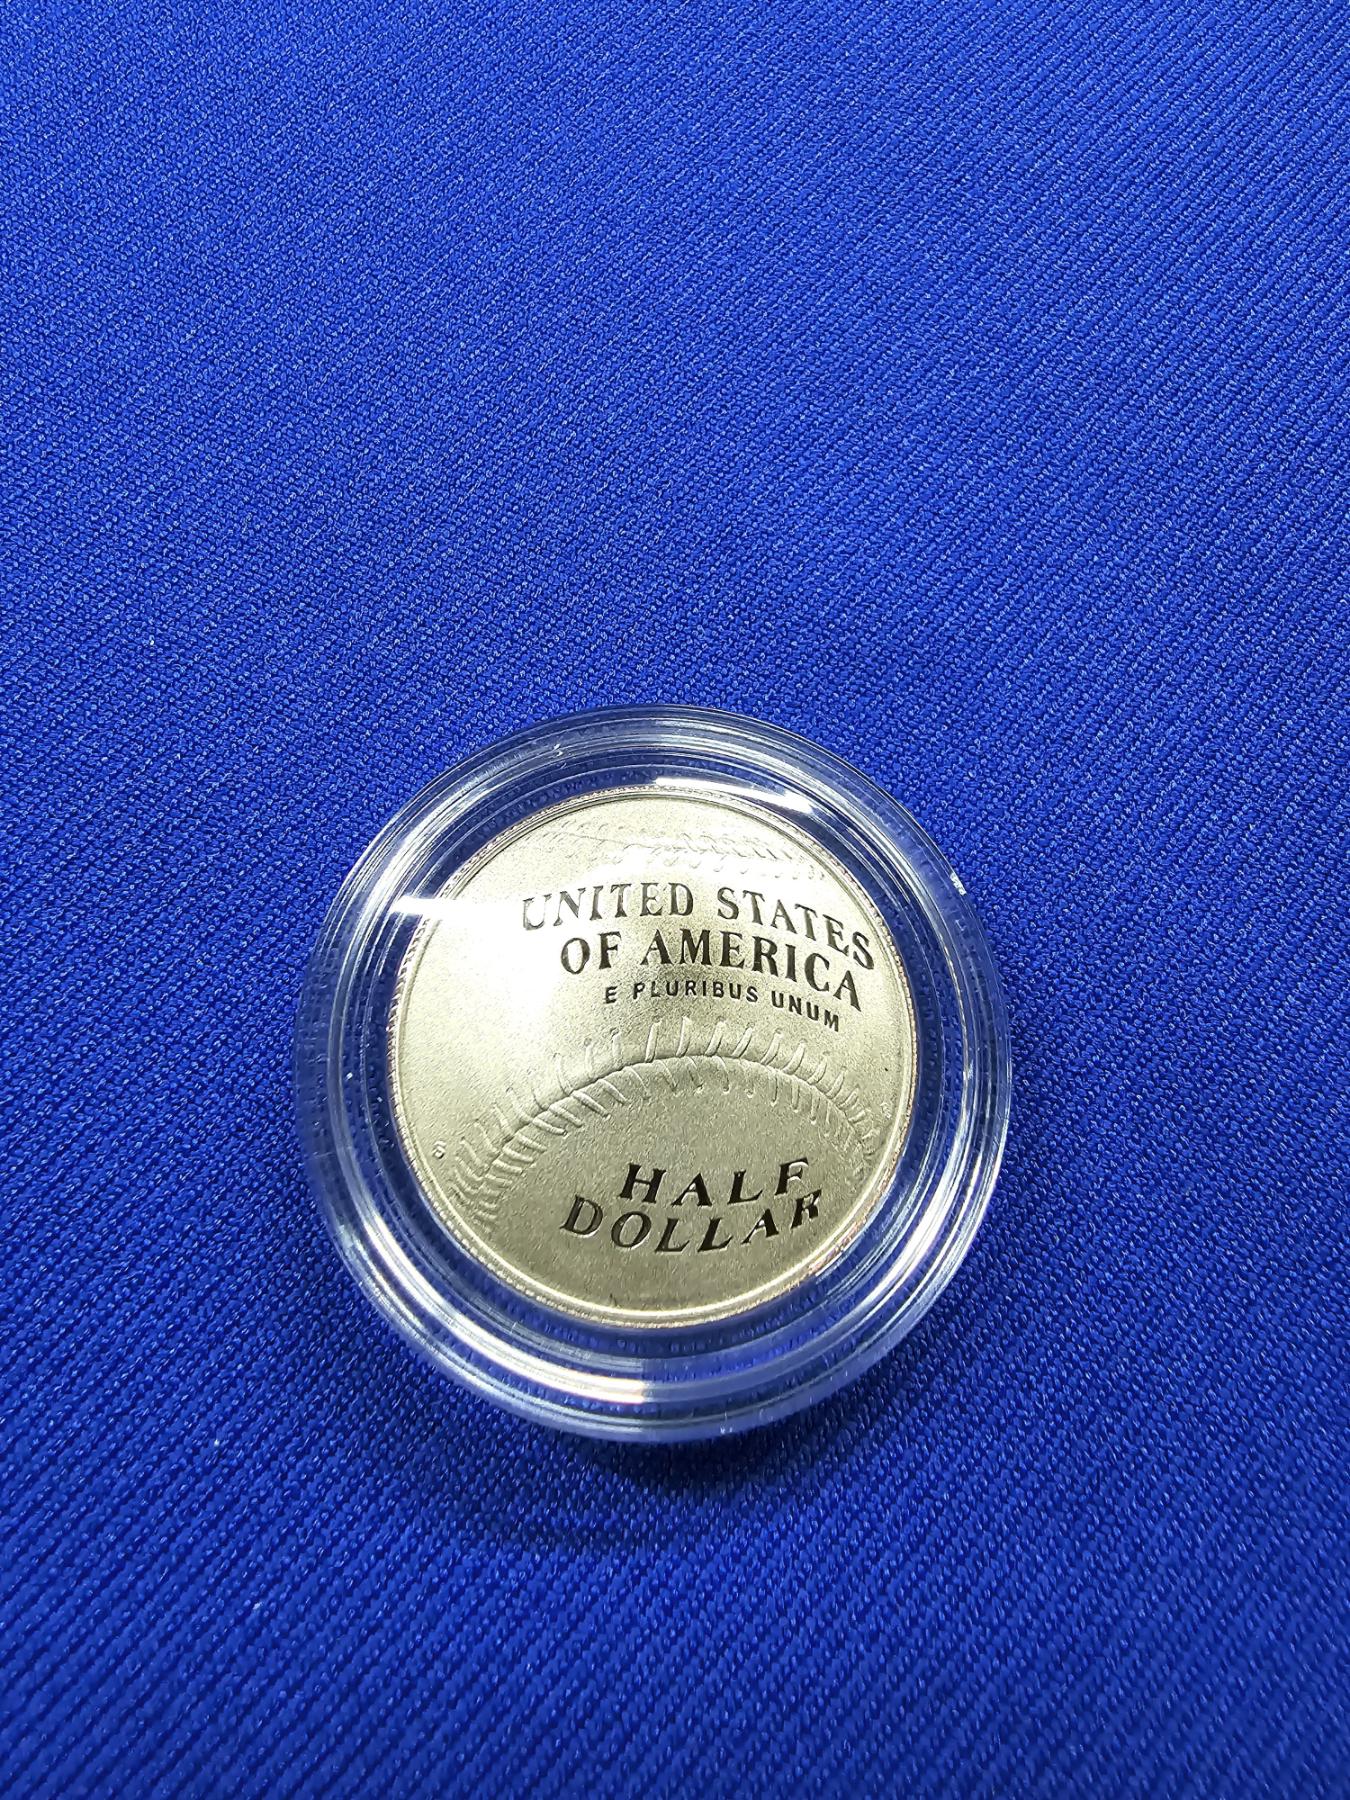 UNITED STATES
OF AMERICA
E PLURIBUS UNUM
S
HALF
DOLLAR